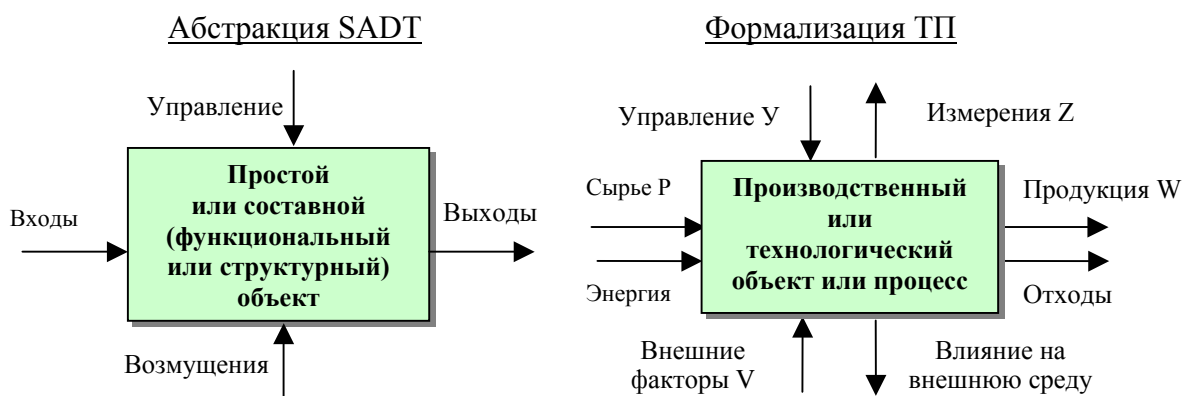 Абстракция SADT
Управление
Входы
Простой
или составной
(функциональный
или структурный)
объект
Выходы
Возмущения
Формализация ТП
Управление У
Измерения Z
Сырье P
Энергия
Производственный
или
технологический
объект или процесс
Продукция W
Отходы
Внешние
факторы V
Влияние на
внешнюю среду